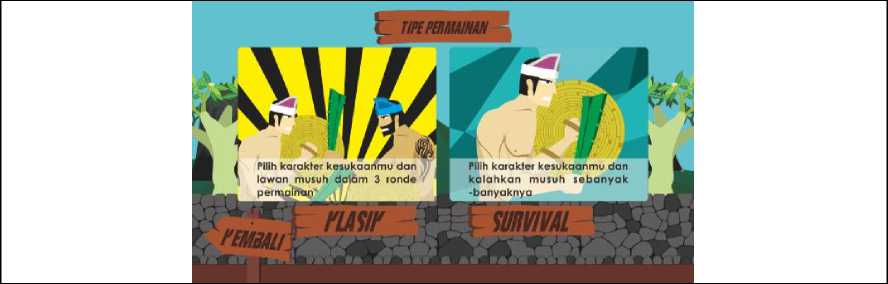 TIPE PERMAINAN
Pilih karakter kesukaanmu dan
lawan musuh dalam 3 ronde
permainan
Pilih karakter kesukaanmu dan
kalahkan musuh sebanyak
-banyaknya
KLASIK
SURVIVAL
KEMBALI